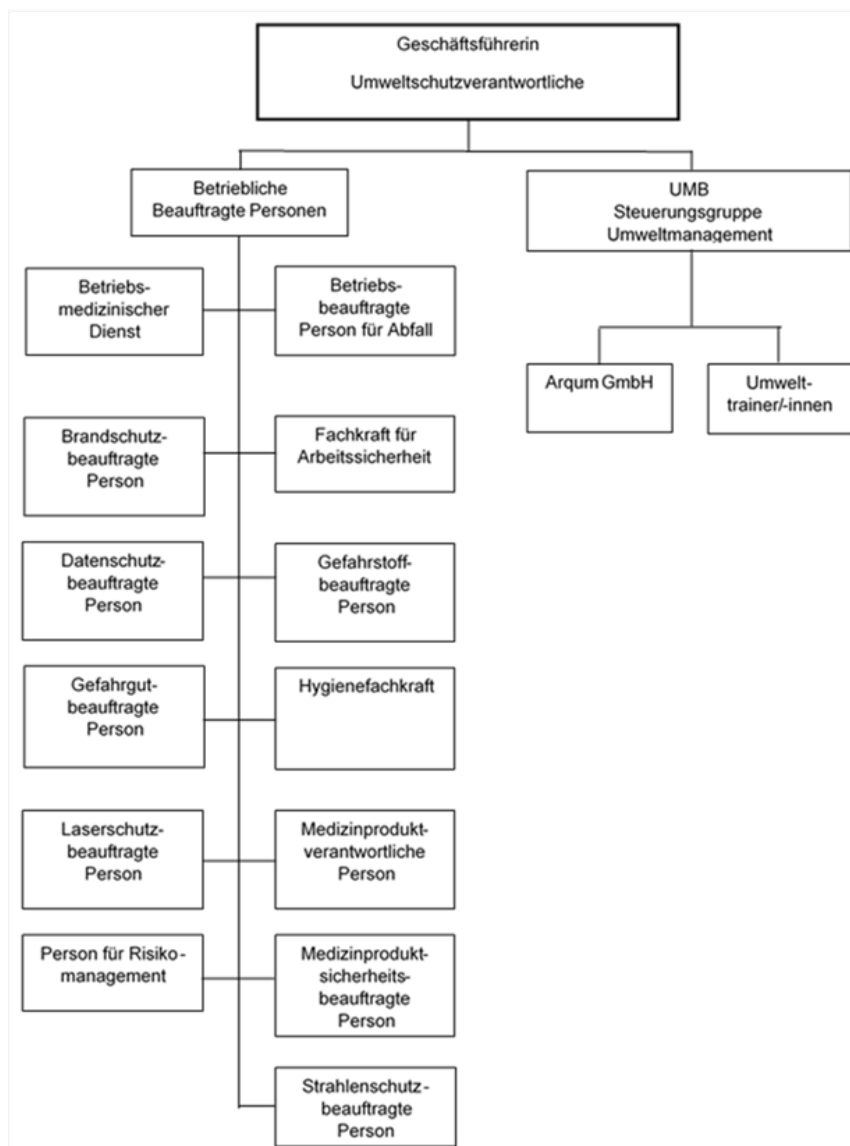 Geschäftsführerin
Umweltschutzverantwortliche
Betriebliche
Beauftragte Personen
UMB
Steuerungsgruppe
Umweltmanagement
Betriebs-
medizinischer
Dienst
Betriebs-
beauftragte
Person für Abfall
Arqum GmbH
Umwelt-
trainer/-innen
Brandschutz-
beauftragte
Person
Fachkraft für
Arbeitssicherheit
Datenschutz-
beauftragte
Person
Gefahrstoff-
beauftragte
Person
Gefahrgut-
beauftragte
Person
Hygienefachkraft
Laserschutz-
beauftragte
Person
Medizinprodukt-
verantwortliche
Person
Person für Risiko-
management
Medizinprodukt-
sicherheits-
beauftragte
Person
Strahlenschutz-
beauftragte
Person